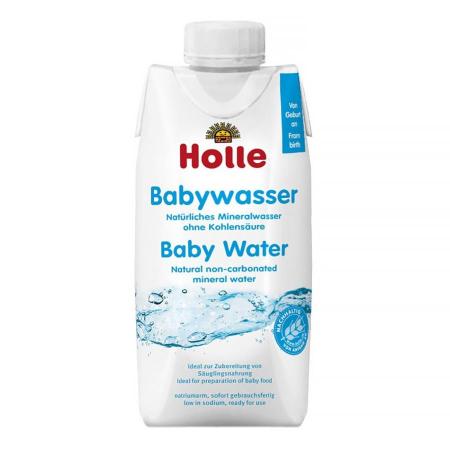 Von
Geburt
an
From
birth
Holle
Babywasser
Natürliches Mineralwasser
ohne Kohlensäure
Baby Water
Natural non-carbonated
mineral water
NACHHALTIG
Ideal zur Zubereitung von
Säuglingsnahrung
Ideal for preparation of baby food
natriumarm, sofort gebrauchsfertig
low in sodium, ready for use